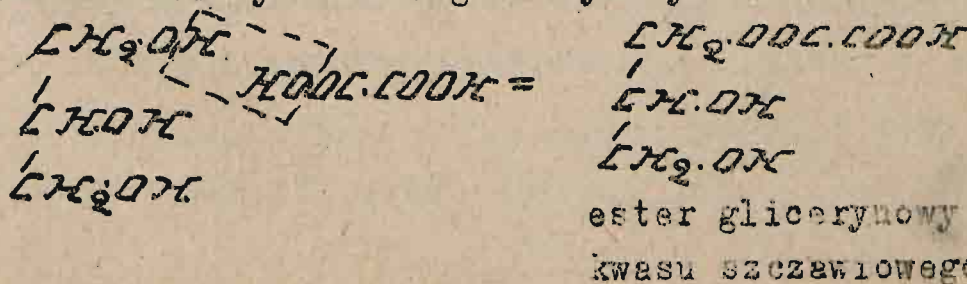 CH₂·OH HOOC·COOH = CH₂·OOC·COOH
CH·OH CH·OH
CH₂·OH CH₂·OH
ester glicerynowy
kwasu szczawiowego